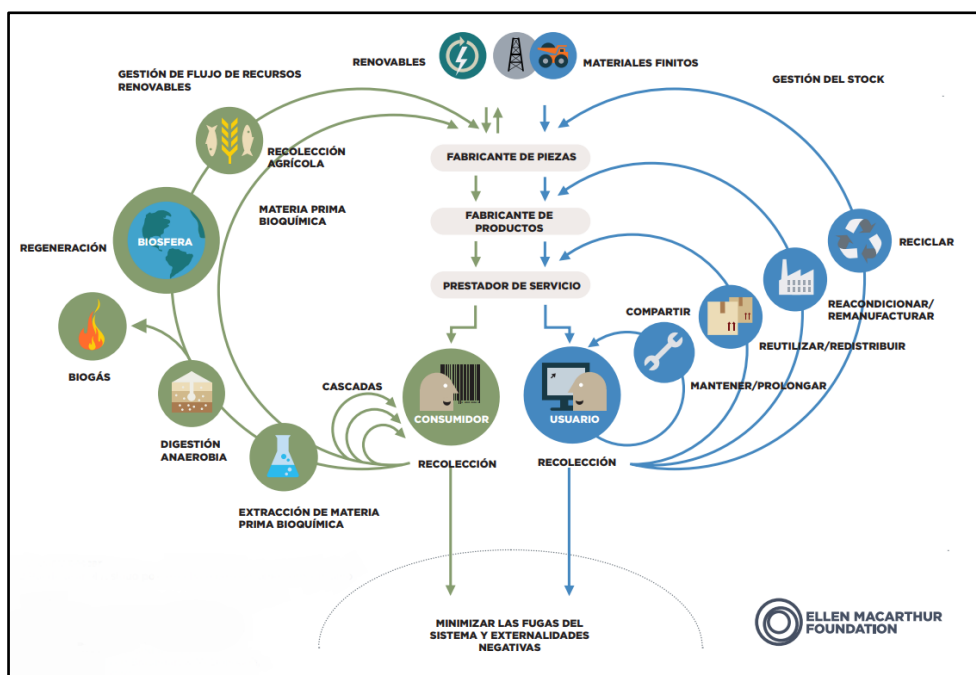 RENOVABLES
MATERIALES FINITOS
GESTIÓN DE FLUJO DE RECURSOS
RENOVABLES
GESTIÓN DEL STOCK
RECOLECCIÓN
AGRÍCOLA
FABRICANTE DE PIEZAS
MATERIA PRIMA
BIOQUÍMICA
FABRICANTE DE
PRODUCTOS
REGENERACIÓN
BIOSFERA
RECICLAR
PRESTADOR DE SERVICIO
COMPARTIR
REACONDICIONAR/
REMANUFACTURAR
REUTILIZAR/REDISTRIBUIR
BIOGÁS
CASCADAS
MANTENER/PROLONGAR
CONSUMIDOR
USUARIO
DIGESTIÓN
ANAEROBIA
RECOLECCIÓN
RECOLECCIÓN
EXTRACCIÓN DE MATERIA
PRIMA BIOQUÍMICA
MINIMIZAR LAS FUGAS DEL
SISTEMA Y EXTERNALIDADES
NEGATIVAS
ELLEN MACARTHUR
FOUNDATION